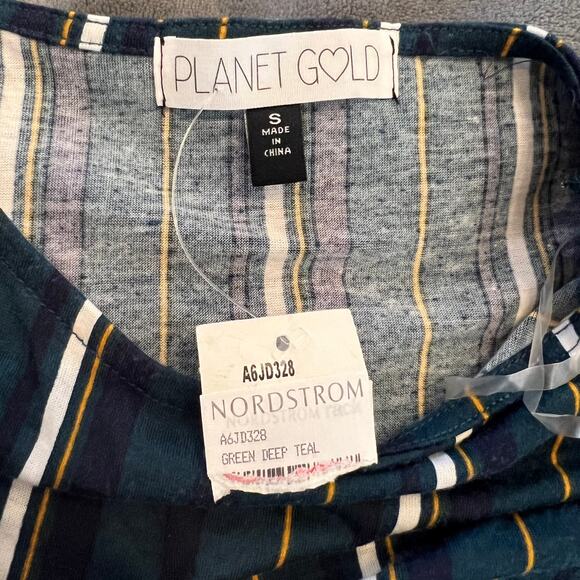 PLANET GOLD
S
MADE
IN
CHINA
A6JD328
NORDSTROM
NORDSTROM RACK
A6JD328
GREEN DEEP TEAL